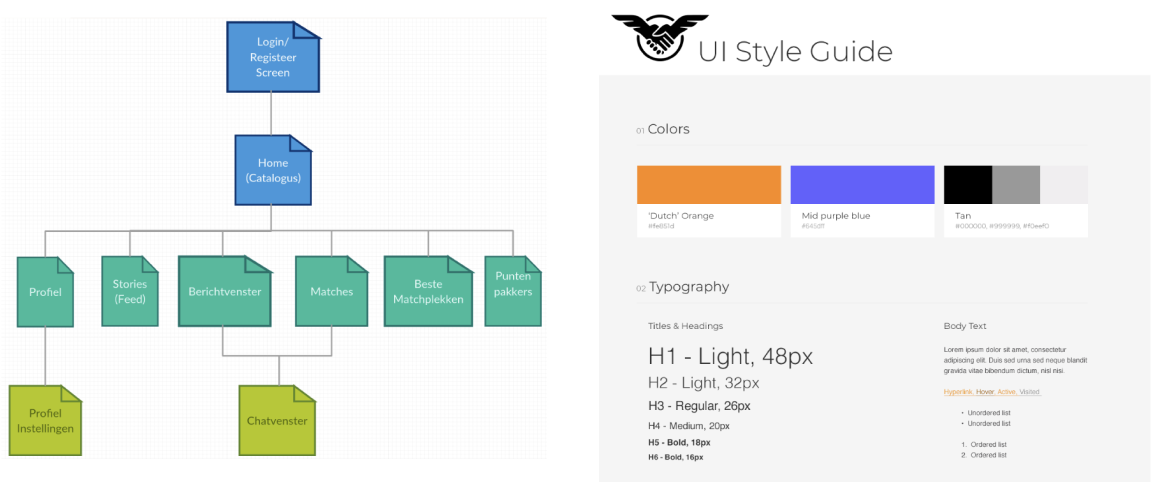 Login/
Registeer
Screen
Home
(Catalogus)
Profiel
Stories
(Feed)
Berichtvenster
Matches
Beste
Matchplekken
Punten
pakkers
Profiel
Instellingen
Chatvenster
UI Style Guide
01 Colors
'Dutch' Orange
Mid purple blue
Tan
#000000, #999999, #f0eef0
02 Typography
Titles & Headings
H1 - Light, 48px
H2 - Light, 32px
H3 - Regular, 26px
H4 - Medium, 20px
H5 - Bold, 18px
H6 - Bold, 16px
Body Text
Lorem ipsum dolor sit amet, consectetur
adipiscing elit. Duis sed urna sed neque blandit
gravida vitae bibendum dictum, nisl nisi.
Hyperlink, Hover, Active, Visited
• Unordered list
• Unordered list
1. Ordered list
2. Ordered list